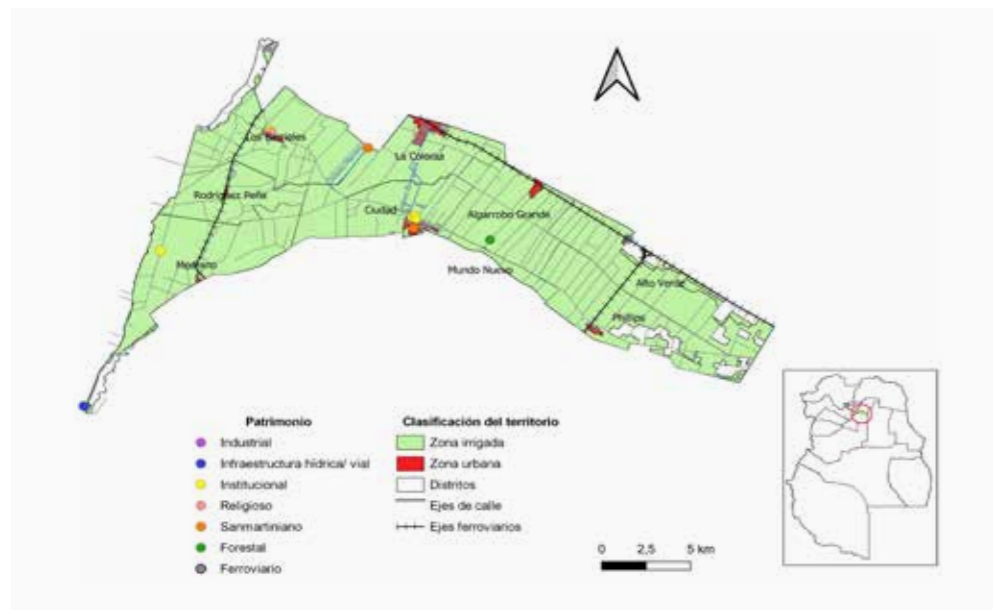 Los Barriales
La Colonia
Rodríguez Peña
Ciudad
Algarrobo Grande
Medrano
Mundo Nuevo
Alto Verde
Phillips
Patrimonio
Industrial
Infraestructura hídrica/ vial
Institucional
Religioso
Sanmartiniano
Forestal
Ferroviario
Clasificación del territorio
Zona irrigada
Zona urbana
Distritos
Ejes de calle
Ejes ferroviarios
0 2,5 5 km